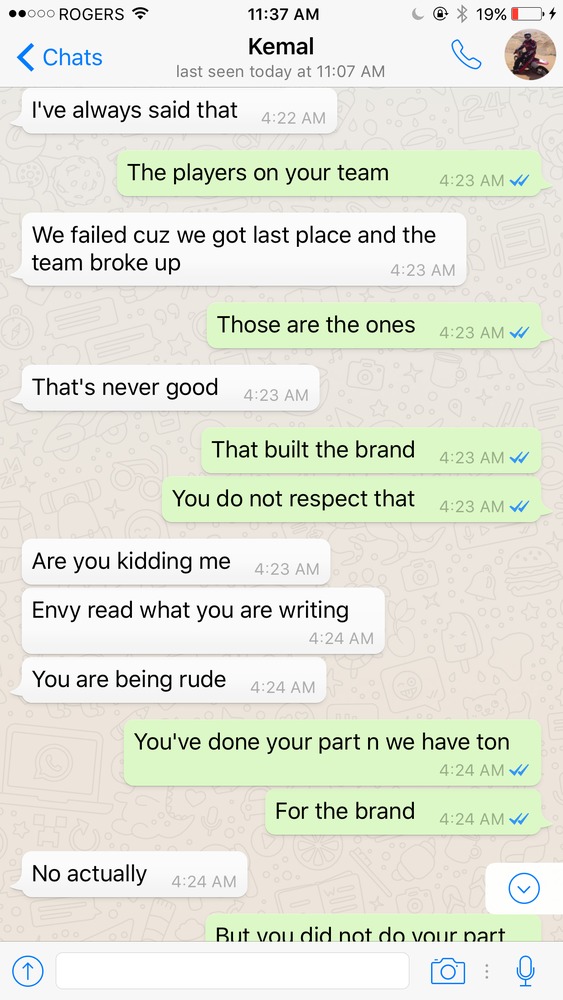 ROGERS 11:37 AM 19%
Chats
Kemal
last seen today at 11:07 AM
I've always said that 4:22 AM
The players on your team 4:23 AM
We failed cuz we got last place and the
team broke up 4:23 AM
Those are the ones 4:23 AM
That's never good 4:23 AM
That built the brand 4:23 AM
You do not respect that 4:23 AM
Are you kidding me 4:23 AM
Envy read what you are writing
4:24 AM
You are being rude 4:24 AM
You've done your part n we have ton
4:24 AM
For the brand 4:24 AM
No actually 4:24 AM
But you did not do your part